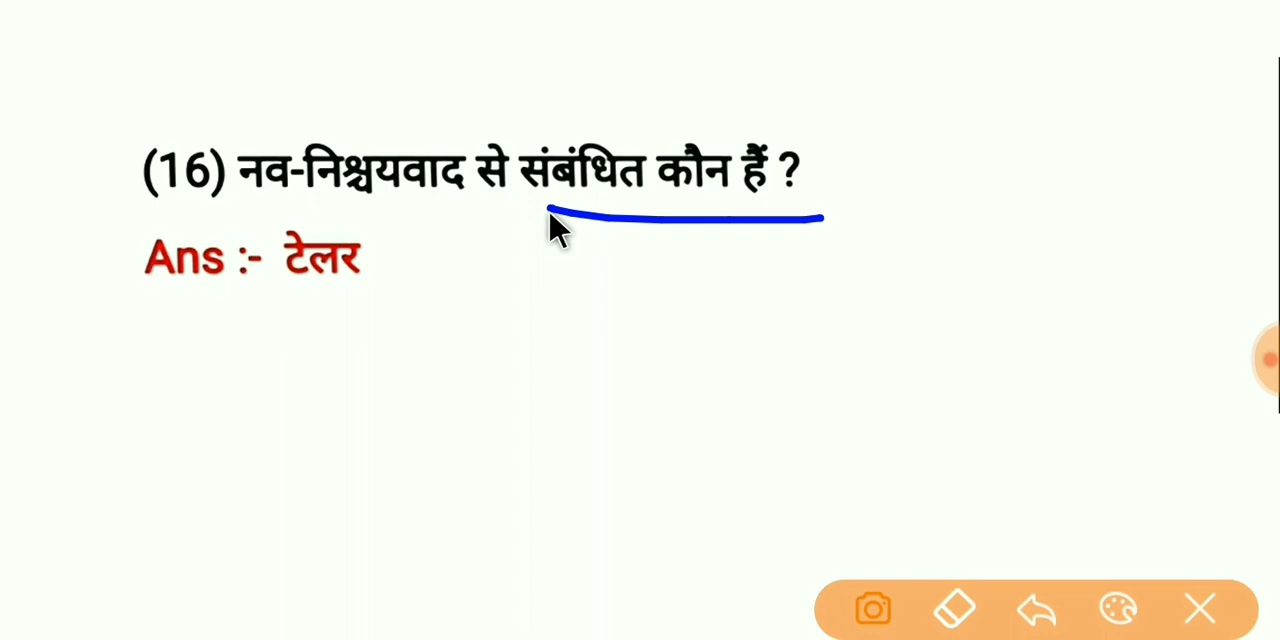 (16) नव-निश्चयवाद से संबंधित कौन हैं ?
Ans :- टेलर